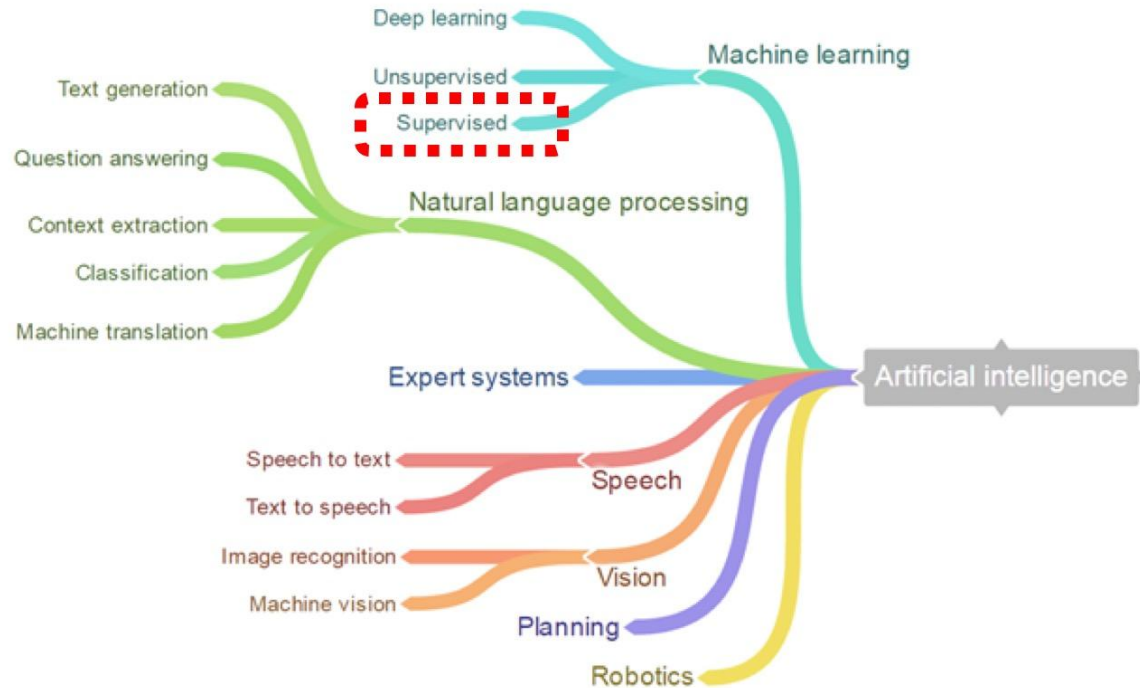 Deep learning
Machine learning
Unsupervised
Supervised
Text generation
Question answering
Natural language processing
Context extraction
Classification
Machine translation
Expert systems
Artificial intelligence
Speech to text
Speech
Text to speech
Image recognition
Vision
Machine vision
Planning
Robotics